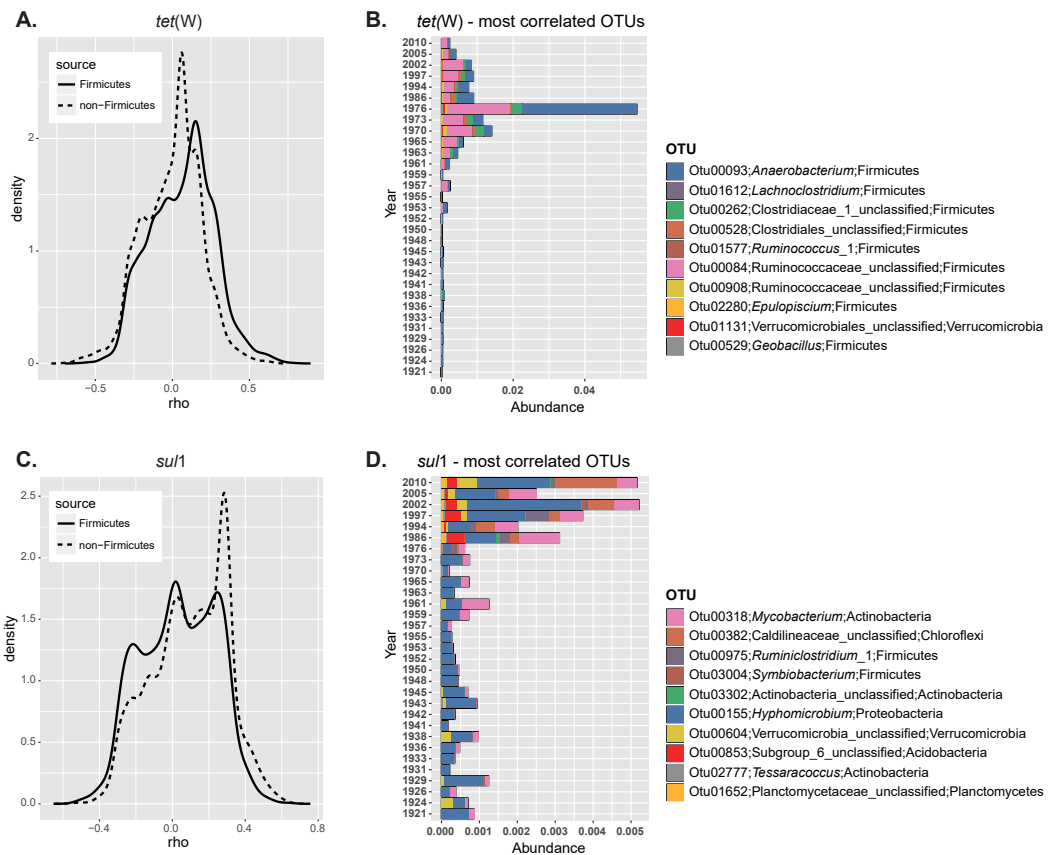 A.
tet(W)
source
Firmicutes
non-Firmicutes
density
2
1
0
−0.5
0.0
0.5
rho
B.
tet(W) - most correlated OTUs
Year
2010
2005
2002
1997
1994
1986
1976
1973
1970
1965
1963
1961
1959
1957
1955
1953
1952
1950
1948
1945
1943
1942
1941
1938
1936
1933
1931
1929
1926
1924
1921
0.00
0.02
0.04
Abundance
OTU
Otu00093;Anaerobacterium;Firmicutes
Otu01612;Lachnoclostridium;Firmicutes
Otu00262;Clostridiaceae_1_unclassified;Firmicutes
Otu00528;Clostridiales_unclassified;Firmicutes
Otu01577;Ruminococcus_1;Firmicutes
Otu00084;Ruminococcaceae_unclassified;Firmicutes
Otu00908;Ruminococcaceae_unclassified;Firmicutes
Otu02280;Epulopiscium;Firmicutes
Otu01131;Verrucomicrobiales_unclassified;Verrucomicrobia
Otu00529;Geobacillus;Firmicutes
C.
sul1
source
Firmicutes
non-Firmicutes
density
2.5
2.0
1.5
1.0
0.5
0.0
−0.4
0.0
0.4
0.8
rho
D.
sul1 - most correlated OTUs
Year
2010
2005
2002
1997
1994
1986
1976
1973
1970
1965
1963
1961
1959
1957
1955
1953
1952
1950
1948
1945
1943
1942
1941
1938
1936
1933
1931
1929
1926
1924
1921
0.000
0.001
0.002
0.003
0.004
0.005
Abundance
OTU
Otu00318;Mycobacterium;Actinobacteria
Otu00382;Caldilineaceae_unclassified;Chloroflexi
Otu00975;Ruminiclostridium_1;Firmicutes
Otu03004;Symbiobacterium;Firmicutes
Otu03302;Actinobacteria_unclassified;Actinobacteria
Otu00155;Hyphomicrobium;Proteobacteria
Otu00604;Verrucomicrobia_unclassified;Verrucomicrobia
Otu00853;Subgroup_6_unclassified;Acidobacteria
Otu02777;Tessaracoccus;Actinobacteria
Otu01652;Planctomycetaceae_unclassified;Planctomycetes